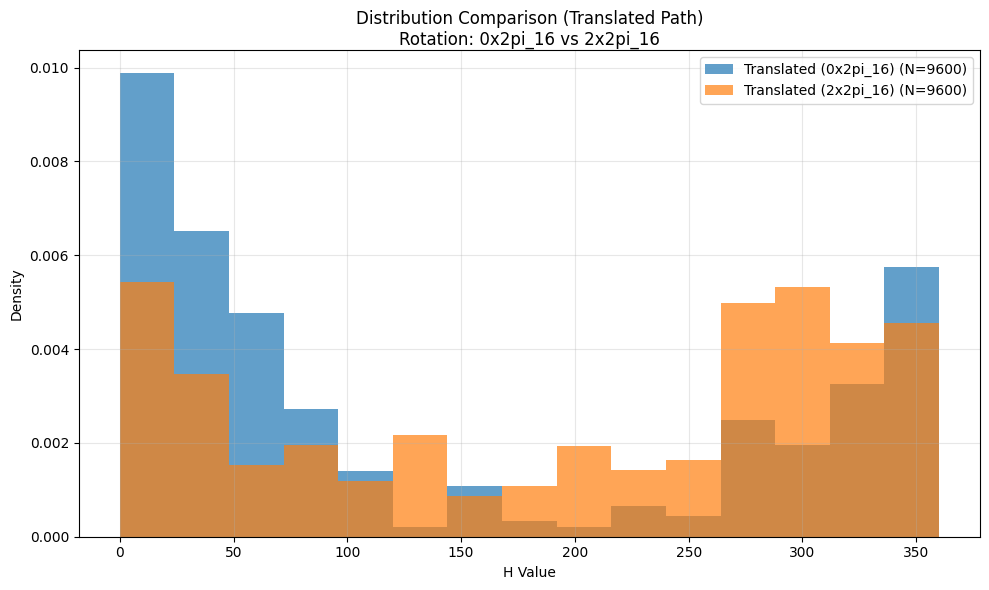 Distribution Comparison (Translated Path)
Rotation: 0x2pi_16 vs 2x2pi_16
Translated (0x2pi_16) (N=9600)
Translated (2x2pi_16) (N=9600)
Density
0.010
0.008
0.006
0.004
0.002
0.000
0 50 100 150 200 250 300 350
H Value